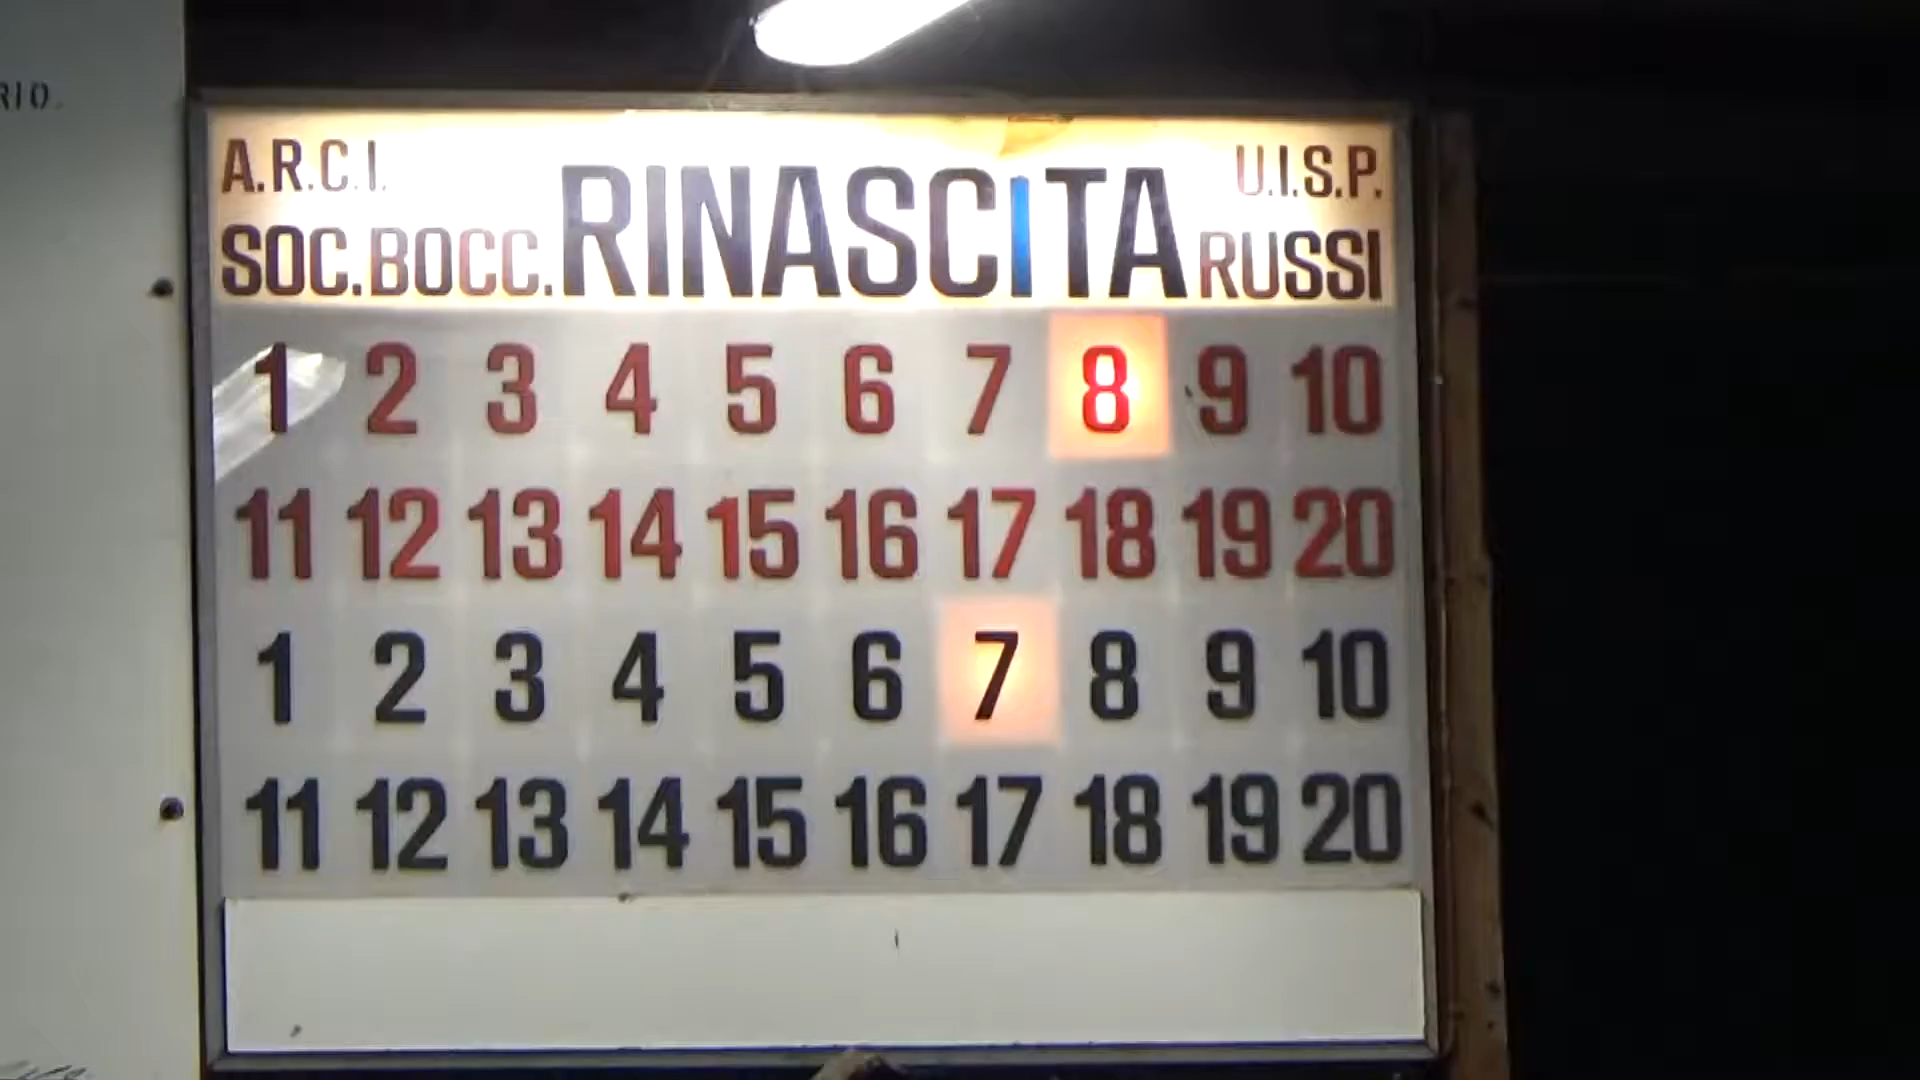 RIO.
A.R.C.I. U.I.S.P.
SOC.BOCC. RINASCITA RUSSI
1 2 3 4 5 6 7 8 9 10
11 12 13 14 15 16 17 18 19 20
1 2 3 4 5 6 7 8 9 10
11 12 13 14 15 16 17 18 19 20